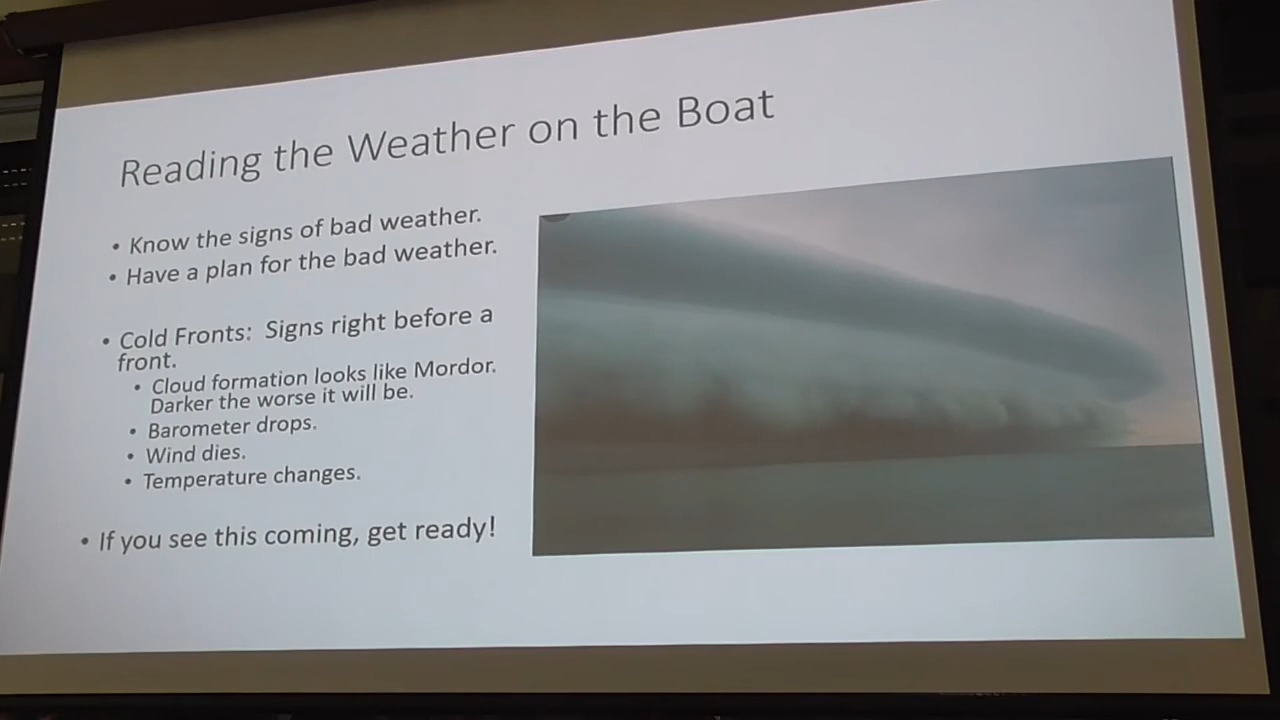 Reading the Weather on the Boat
• Know the signs of bad weather.
• Have a plan for the bad weather.
• Cold Fronts: Signs right before a
front.
• Cloud formation looks like Mordor.
Darker the worse it will be.
• Barometer drops.
• Wind dies.
• Temperature changes.
• If you see this coming, get ready!